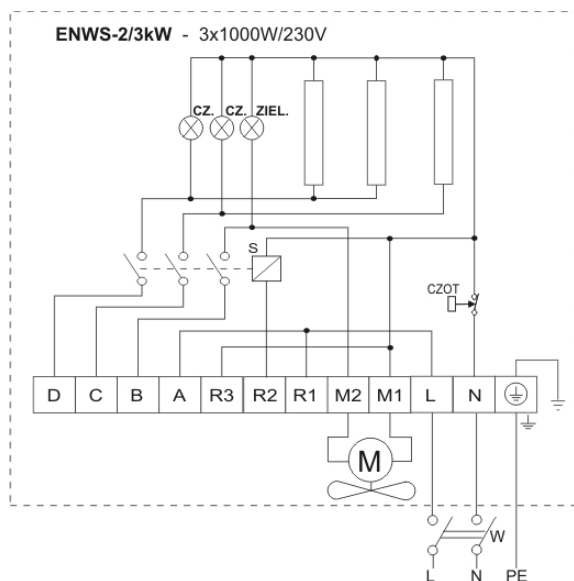 ENWS-2/3kW - 3x1000W/230V
CZ. CZ. ZIEL.
S
CZOT
D C B A R3 R2 R1 M2 M1 L N
M
W
L N PE